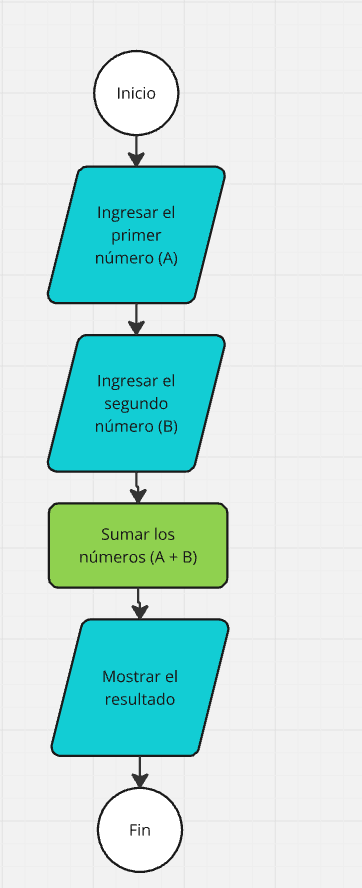 Inicio
Ingresar el
primer
número (A)
Ingresar el
segundo
número (B)
Sumar los
números (A + B)
Mostrar el
resultado
Fin